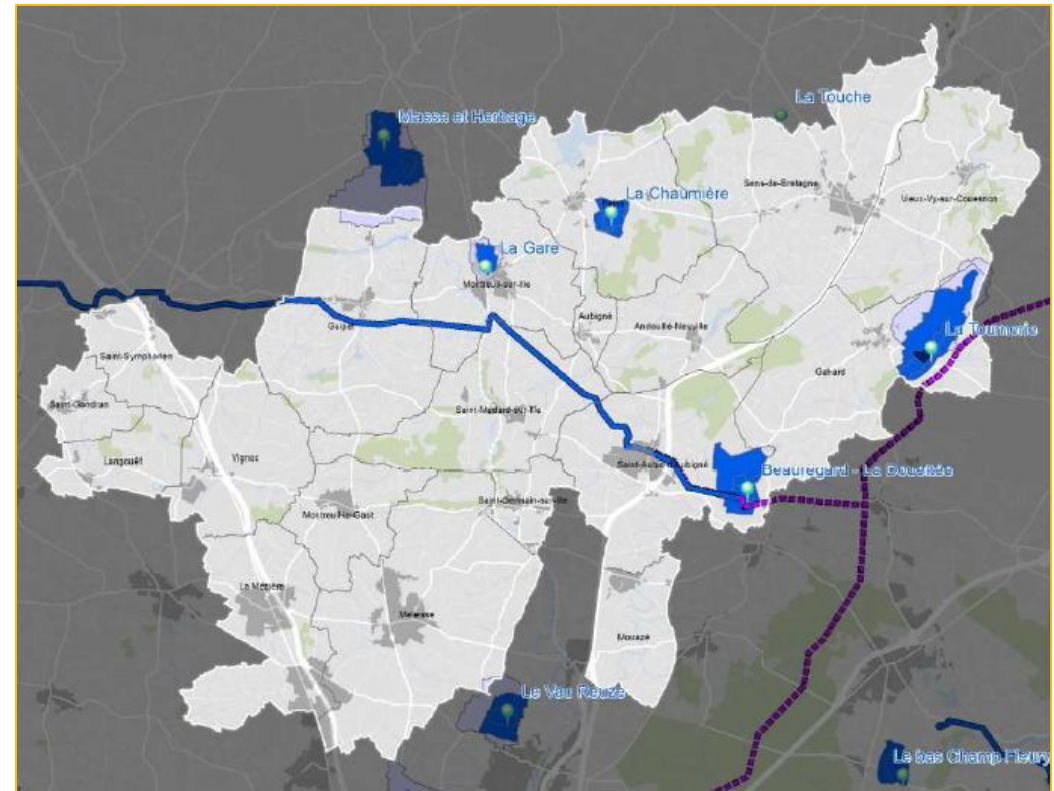 La Touche
Masse et Herbage
Sens-de-Bretagne
La Chaumière
Vieux-Vy-sur-Couesnon
La Gare
Montreuil-sur-Ille
Aubigné
Guipel
Andouillé-Neuville
La Tournerie
Saint-Symphorien
Gahard
Saint-Gondran
Saint-Médard-sur-Ille
Langouët
Vignoc
Saint-Aubin-d'Aubigné
Beauregard - La Douettée
Saint-Germain-sur-Ille
Montreuil-le-Gast
La Mézière
Melesse
Mouazé
Le Vau Reuzé
Le bas Champ Fleury